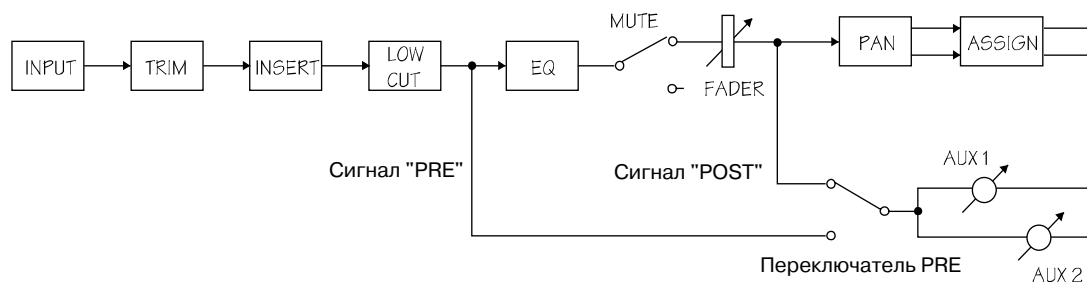 MUTE
INPUT
TRIM
INSERT
LOW
CUT
EQ
PAN
ASSIGN
FADER
Сигнал "PRE"
Сигнал "POST"
AUX 1
Переключатель PRE
AUX 2